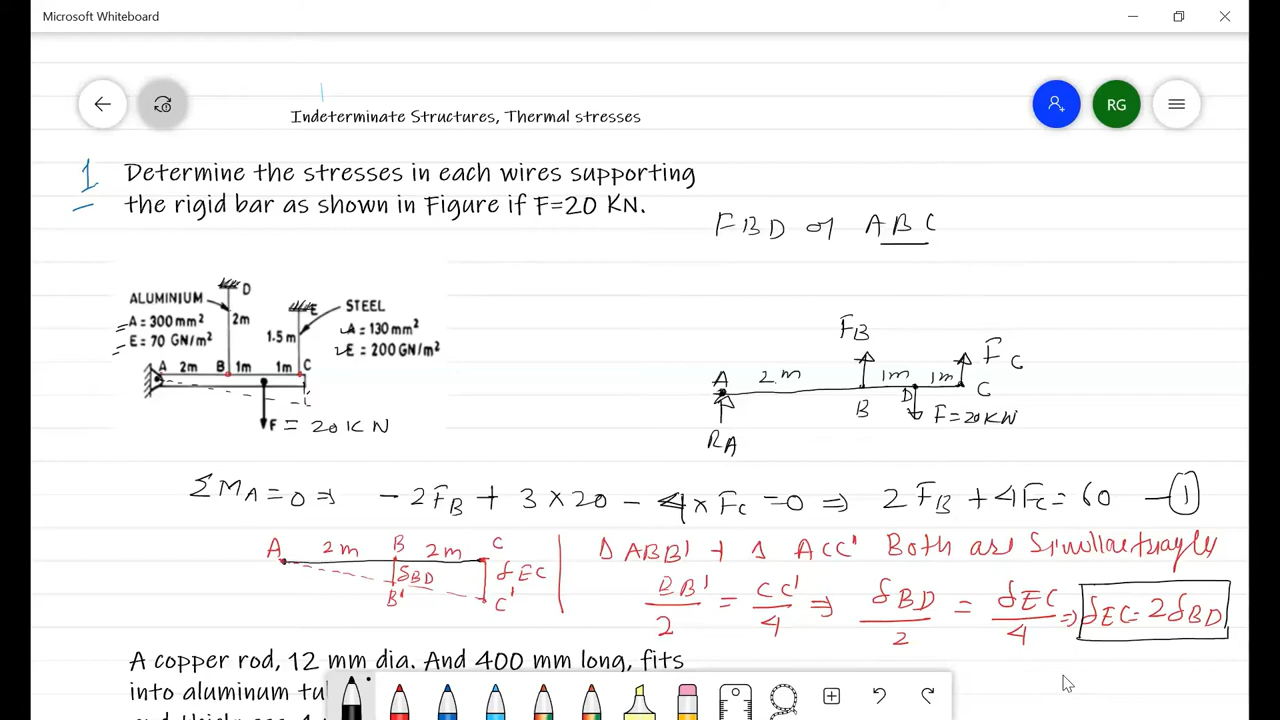 Microsoft Whiteboard
RG
Indeterminate Structures, Thermal stresses
1 Determine the stresses in each wires supporting
the rigid bar as shown in Figure if F=20 KN.
FBD of ABC
D
ALUMINIUM
A = 300 mm²
E = 70 GN/m²
2m
E
STEEL
1.5 m
A = 130 mm²
E = 200 GN/m²
A 2m B 1m 1m C
F = 20 KN
FB
FC
A 2m 1m 1m
B D C
F = 20KN
RA
ΣMA = 0 ⇒ - 2FB + 3 × 20 - 4 × Fc = 0 ⇒ 2FB + 4Fc = 60 - 1
A 2m B 2m C
δBD δEC
B' C'
Δ ABB' + Δ ACC' Both are
BB'/2 = CC'/4 ⇒ δBD/2 = δEC/4 ⇒ δEC = 2δBD
A copper rod, 12 mm dia. And 400 mm long, fits
into aluminum tu